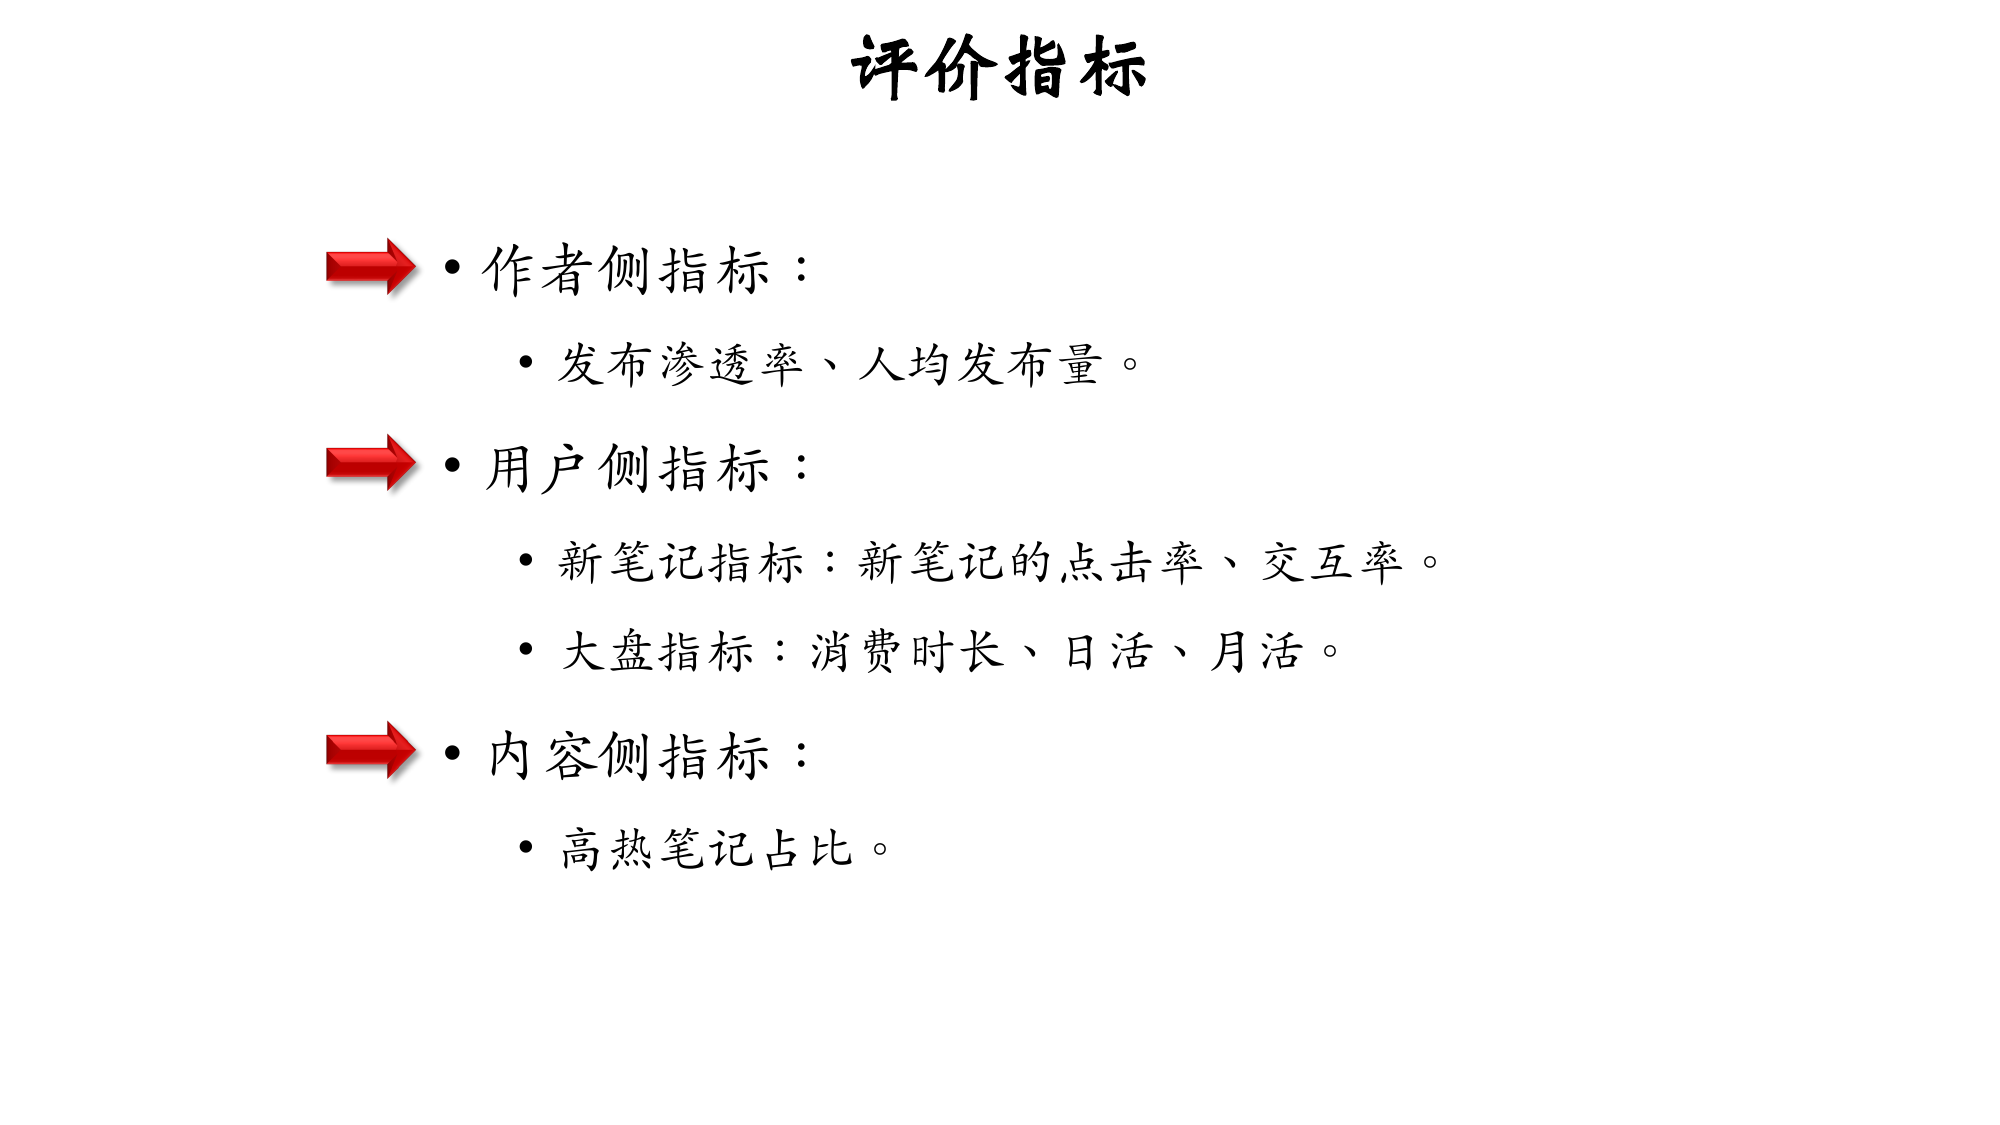 评价指标
• 作者侧指标：
• 发布渗透率、人均发布量。
• 用户侧指标：
• 新笔记指标：新笔记的点击率、交互率。
• 大盘指标：消费时长、日活、月活。
• 内容侧指标：
• 高热笔记占比。